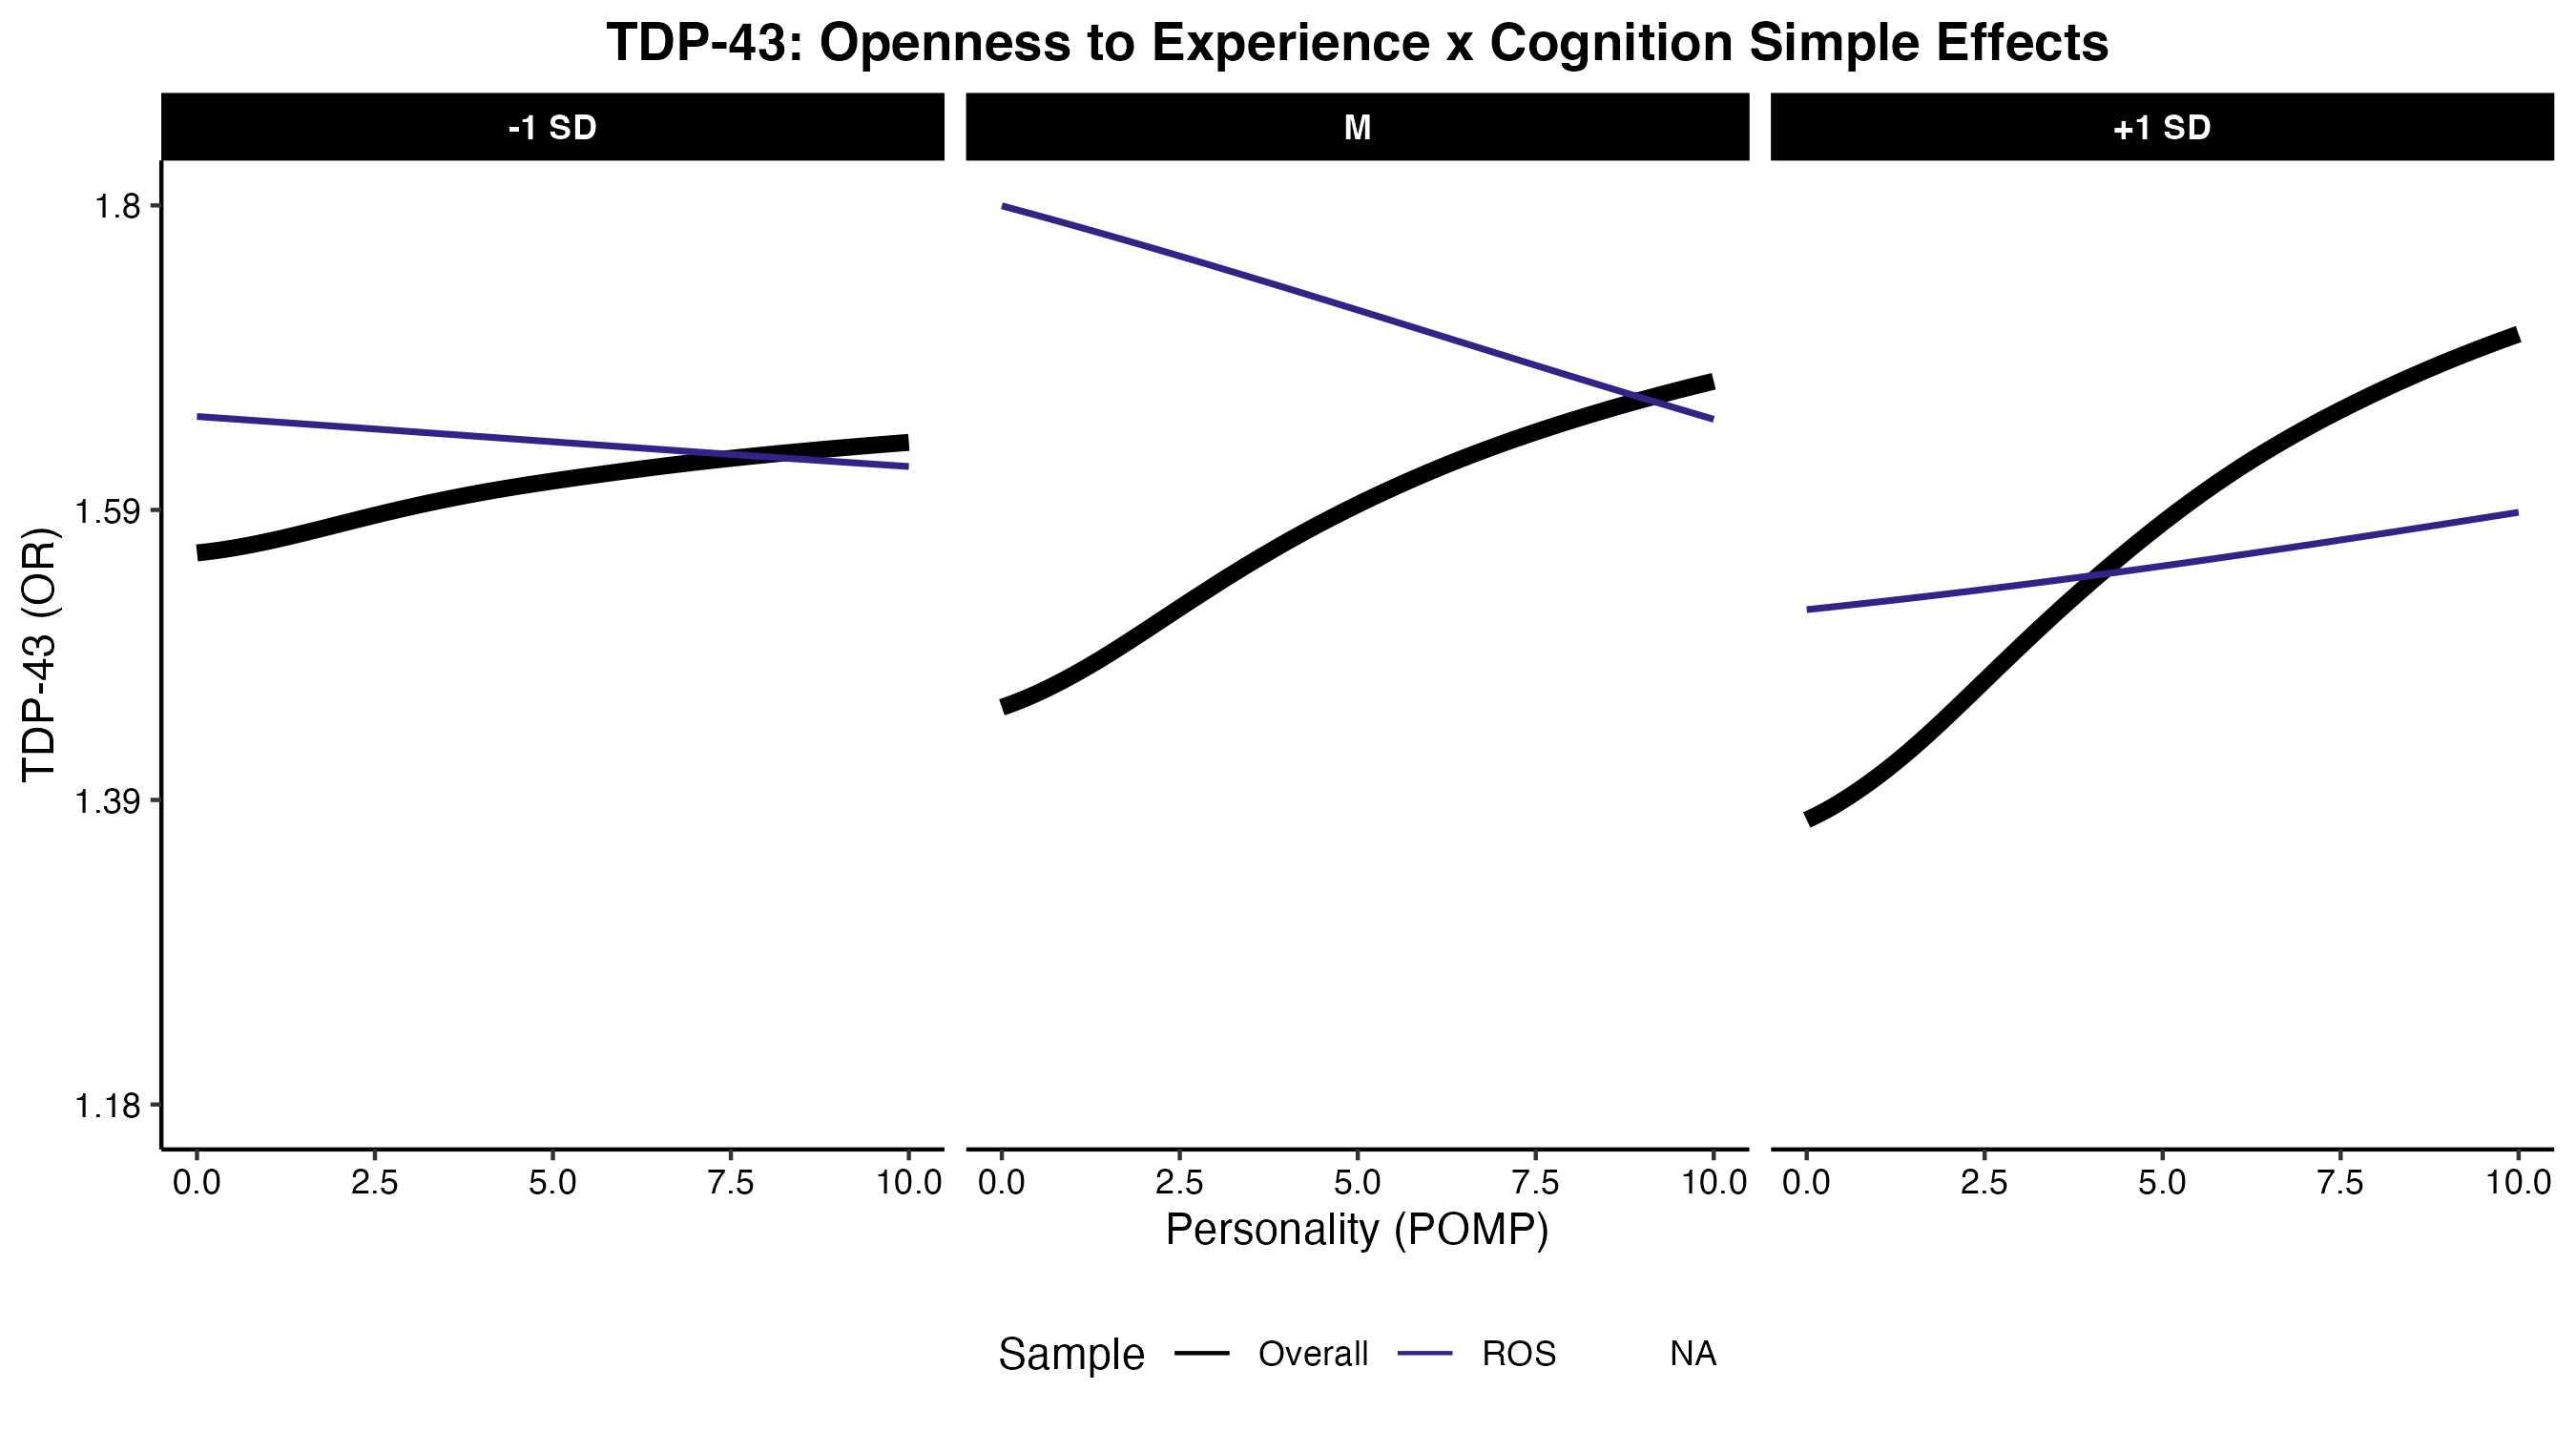 TDP-43: Openness to Experience x Cognition Simple Effects
-1 SD M +1 SD
TDP-43 (OR)
1.8
1.59
1.39
1.18
0.0 2.5 5.0 7.5 10.0 0.0 2.5 5.0 7.5 10.0 0.0 2.5 5.0 7.5 10.0
Personality (POMP)
Sample Overall ROS NA